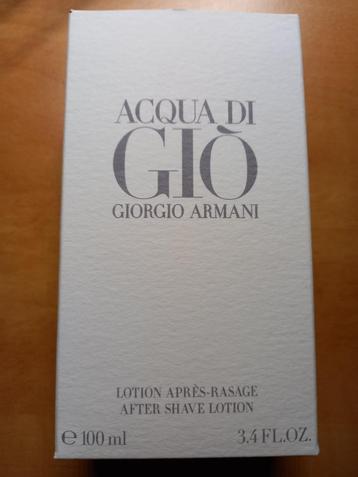 ACQUA DI
GIÒ
GIORGIO ARMANI
LOTION APRÈS-RASAGE
AFTER SHAVE LOTION
℮ 100 ml 3.4 FL.OZ.